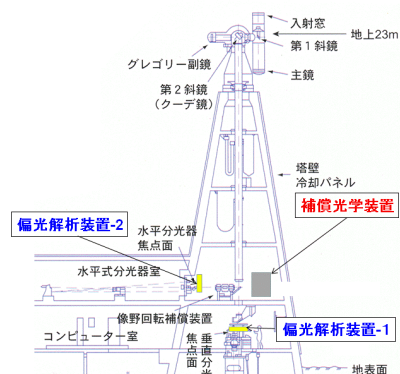 入射窓
地上23m
第1斜鏡
グレゴリー副鏡
主鏡
第2斜鏡
(クーデ鏡)
塔壁
冷却パネル
補償光学装置
偏光解析装置-2
水平分光器
焦点面
水平式分光器室
像野回転補償装置
偏光解析装置-1
コンピューター室
垂直分光
焦点面
地表面